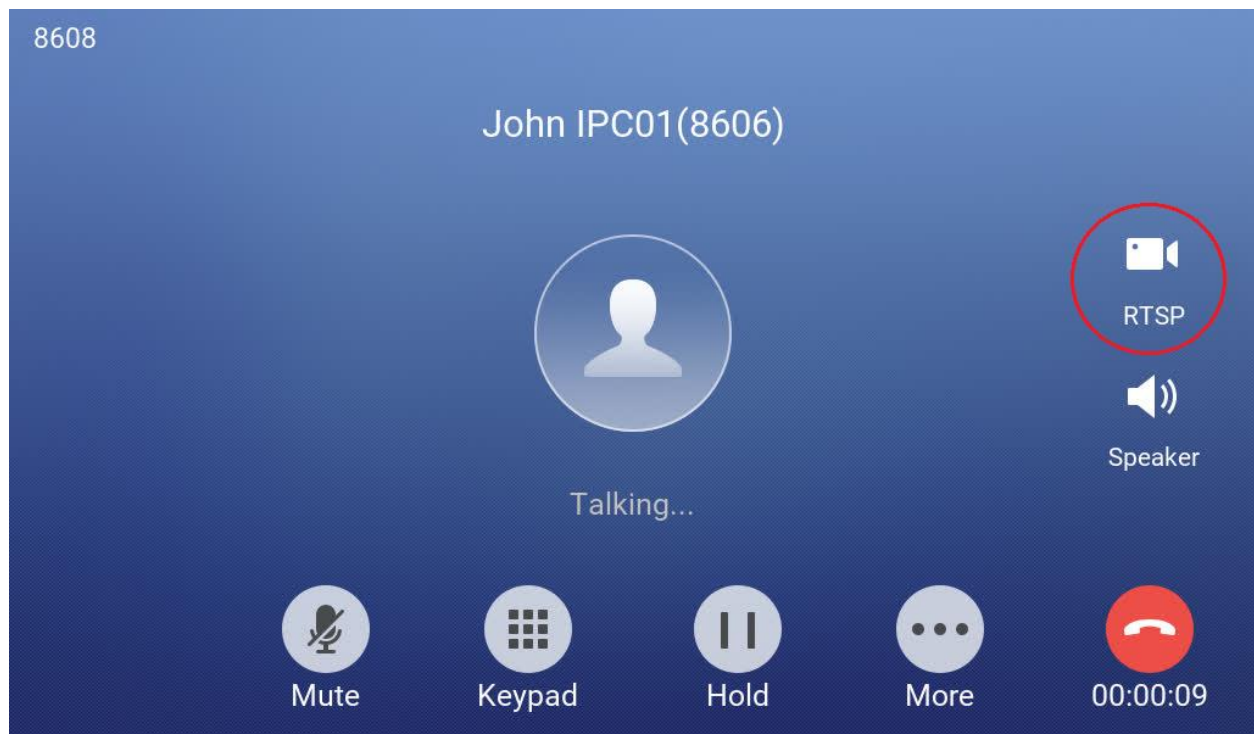 8608
John IPC01(8606)
RTSP
Speaker
Talking...
Mute
Keypad
Hold
More
00:00:09